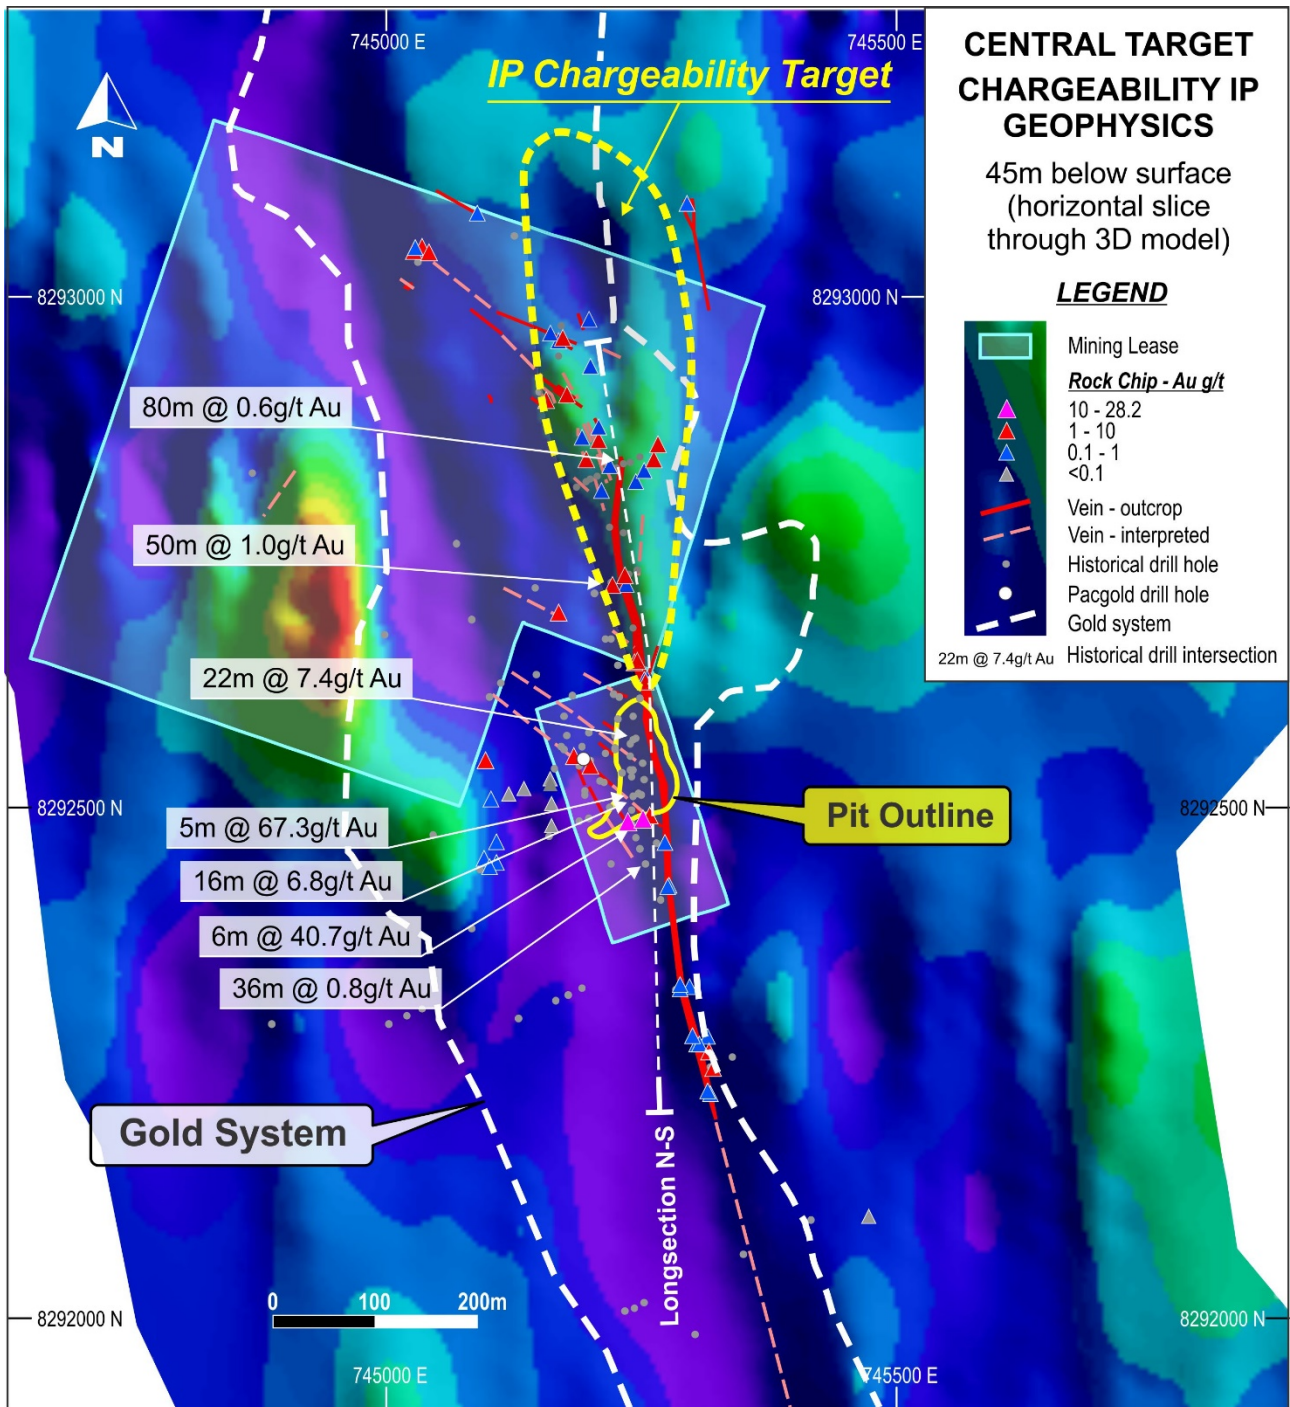 745000 E
745500 E
IP Chargeability Target
N
8293000 N
8293000 N
80m @ 0.6g/t Au
50m @ 1.0g/t Au
22m @ 7.4g/t Au
8292500 N
8292500 N
Pit Outline
5m @ 67.3g/t Au
16m @ 6.8g/t Au
6m @ 40.7g/t Au
36m @ 0.8g/t Au
Gold System
Longsection N-S
0 100 200m
8292000 N
8292000 N
745000 E
745500 E
CENTRAL TARGET
CHARGEABILITY IP
GEOPHYSICS
45m below surface
(horizontal slice
through 3D model)
LEGEND
Mining Lease
Rock Chip - Au g/t
10 - 28.2
1 - 10
0.1 - 1
<0.1
Vein - outcrop
Vein - interpreted
Historical drill hole
Pacgold drill hole
Gold system
22m @ 7.4g/t Au Historical drill intersection